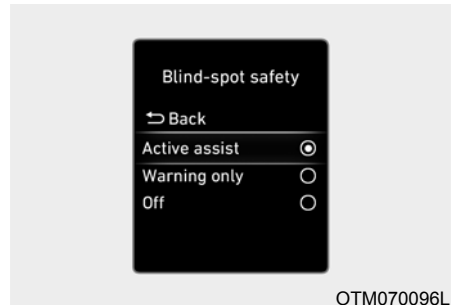 Blind-spot safety
Back
Active assist
Warning only
Off
OTM070096L